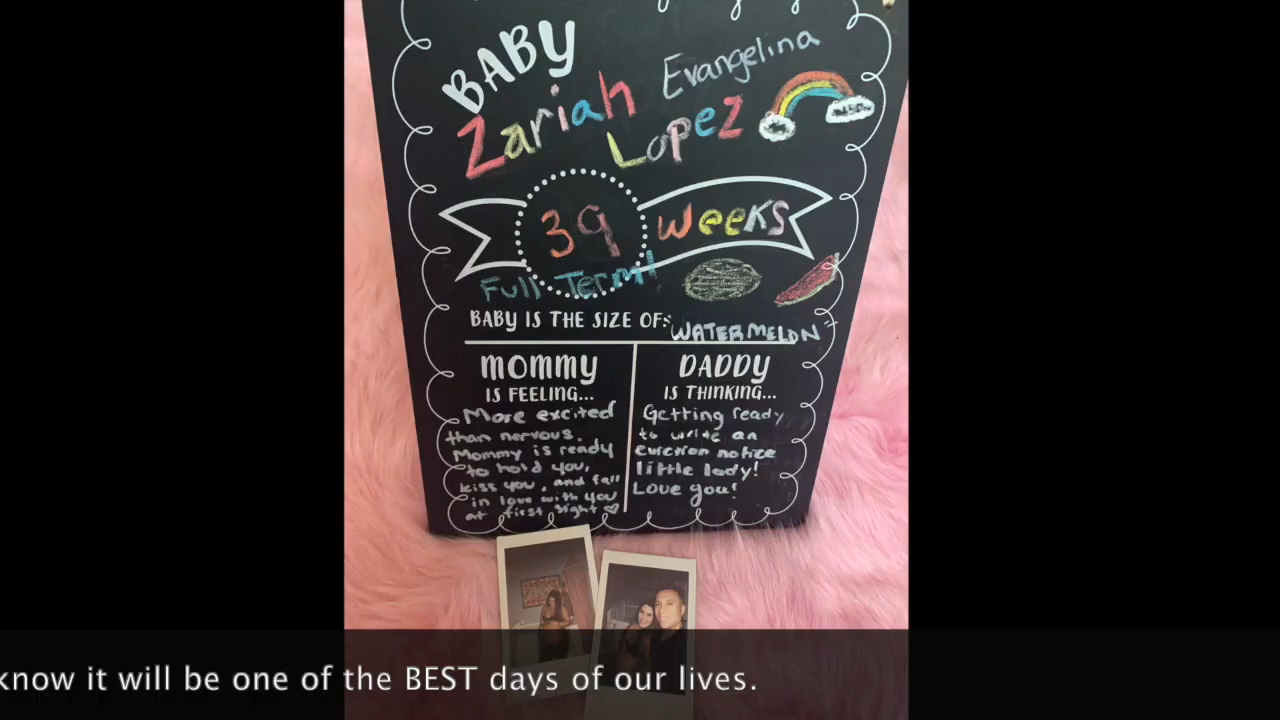 BABY
Zariah Evangelina
Lopez
39 weeks
Full Term!
BABY IS THE SIZE OF: WATERMELON
MOMMY
IS FEELING...
More excited
than nervous.
Mommy is ready
to hold you,
kiss you, and fall
in love with you
at first sight
DADDY
IS THINKING...
Getting ready
to write an
eviction notice
little lady!
Love you!
know it will be one of the BEST days of our lives.